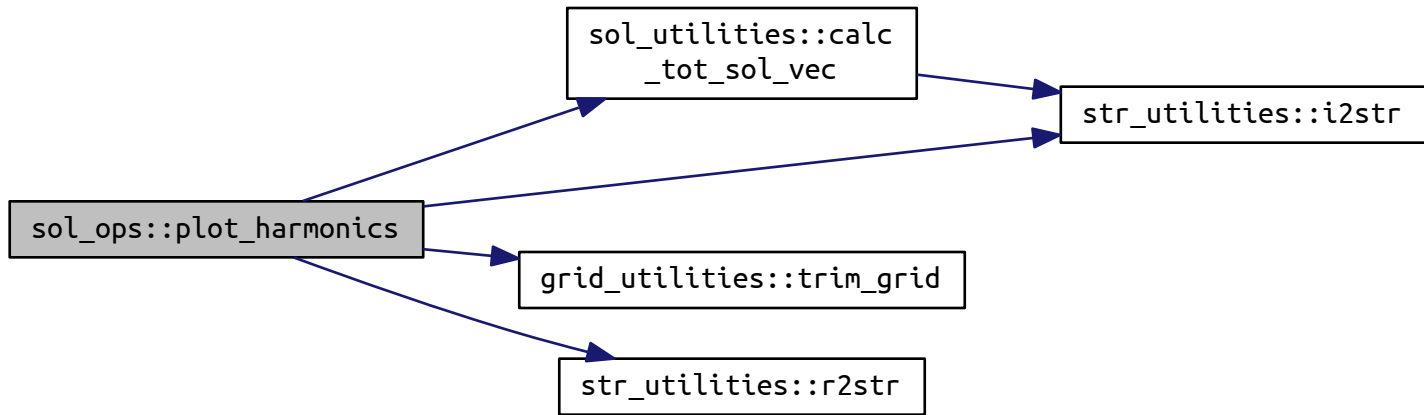 sol_utilities::calc
_tot_sol_vec
str_utilities::i2str
sol_ops::plot_harmonics
grid_utilities::trim_grid
str_utilities::r2str